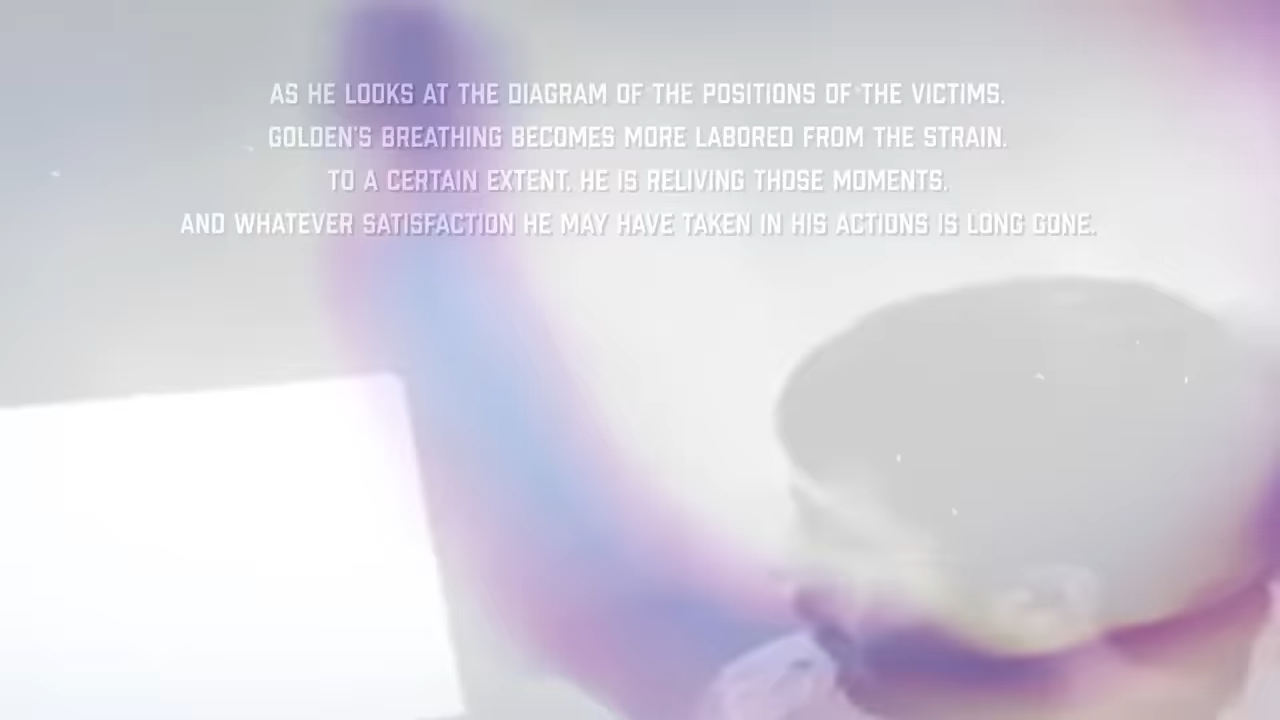 AS HE LOOKS AT THE DIAGRAM OF THE POSITIONS OF THE VICTIMS.
GOLDEN'S BREATHING BECOMES MORE LABORED FROM THE STRAIN.
TO A CERTAIN EXTENT. HE IS RELIVING THOSE MOMENTS.
AND WHATEVER SATISFACTION HE MAY HAVE TAKEN IN HIS ACTIONS IS LONG GONE.